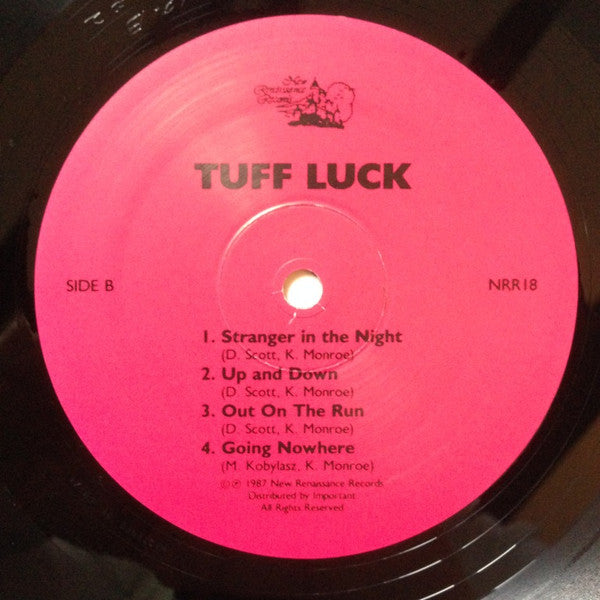 New
Renaissance
Records
TUFF LUCK
SIDE B
NRR18
1. Stranger in the Night
(D. Scott, K. Monroe)
2. Up and Down
(D. Scott, K. Monroe)
3. Out On The Run
(D. Scott, K. Monroe)
4. Going Nowhere
(M. Kobylasz, K. Monroe)
© ℗ 1987 New Renaissance Records
Distributed by Important
All Rights Reserved